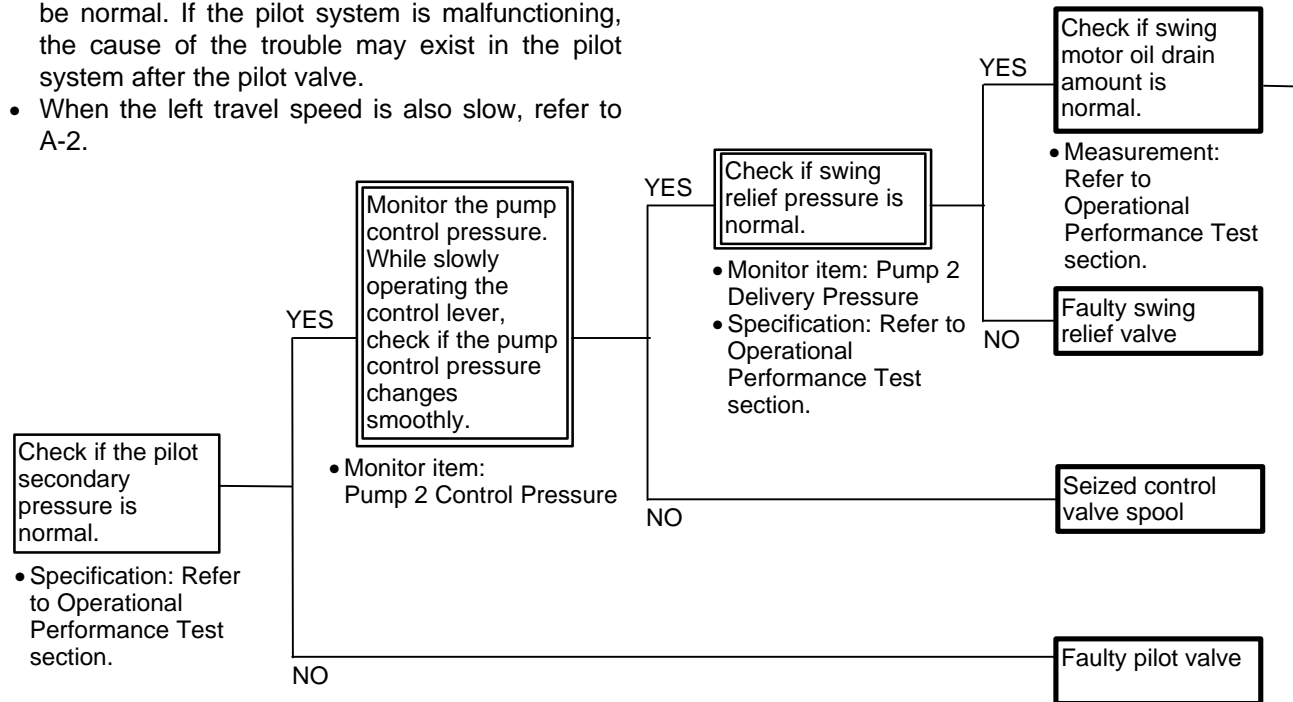 be normal. If the pilot system is malfunctioning,
the cause of the trouble may exist in the pilot
system after the pilot valve.
• When the left travel speed is also slow, refer to
A-2.
Check if the pilot
secondary
pressure is
normal.
• Specification: Refer
to Operational
Performance Test
section.
YES
NO
Monitor the pump
control pressure.
While slowly
operating the
control lever,
check if the pump
control pressure
changes
smoothly.
• Monitor item:
Pump 2 Control Pressure
YES
NO
Check if swing
relief pressure is
normal.
• Monitor item: Pump 2
Delivery Pressure
• Specification: Refer to
Operational
Performance Test
section.
YES
NO
Check if swing
motor oil drain
amount is
normal.
• Measurement:
Refer to
Operational
Performance Test
section.
Faulty swing
relief valve
Seized control
valve spool
Faulty pilot valve